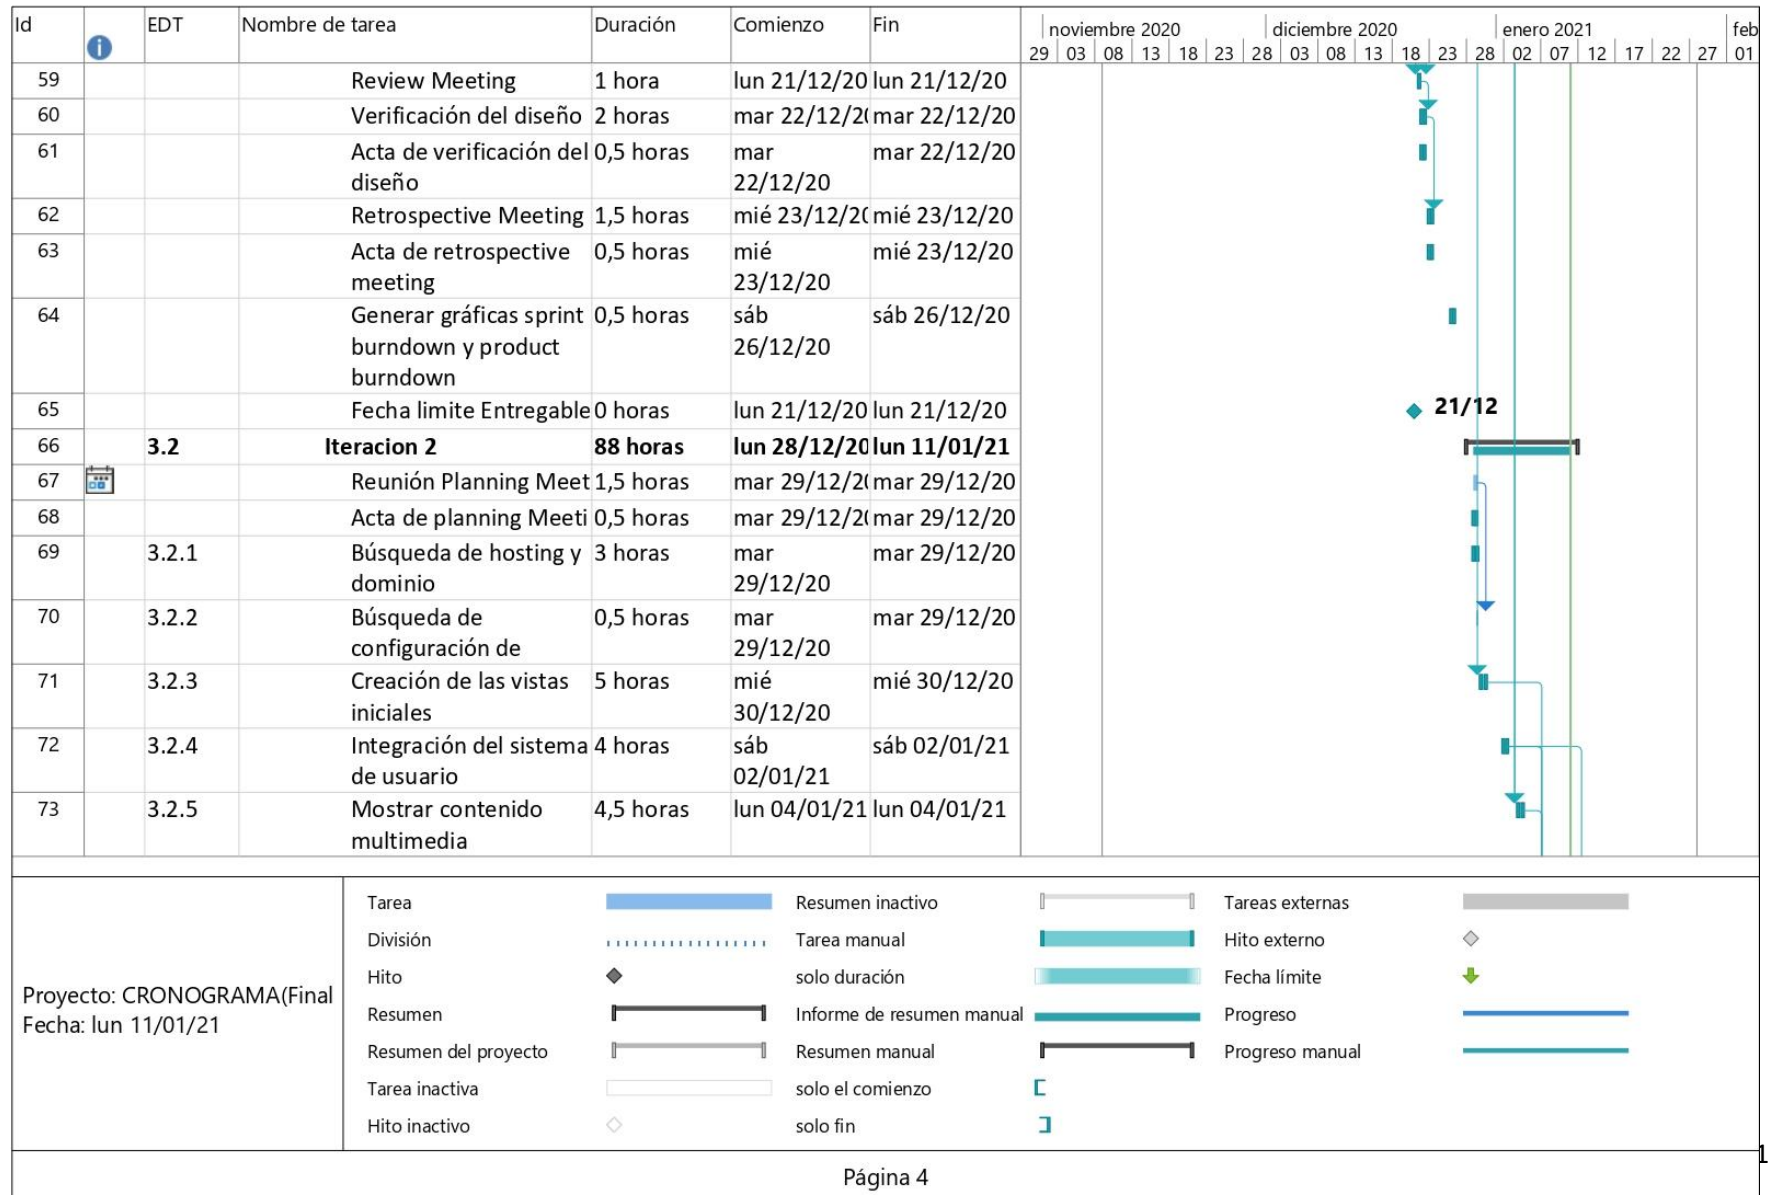 Id EDT Nombre de tarea Duración Comienzo Fin
noviembre 2020 diciembre 2020 enero 2021 feb
29 03 08 13 18 23 28 03 08 13 18 23 28 02 07 12 17 22 27 01
59 Review Meeting 1 hora lun 21/12/20 lun 21/12/20
60 Verificación del diseño 2 horas mar 22/12/20 mar 22/12/20
61 Acta de verificación del 0,5 horas mar mar 22/12/20
diseño 22/12/20
62 Retrospective Meeting 1,5 horas mié 23/12/20 mié 23/12/20
63 Acta de retrospective 0,5 horas mié mié 23/12/20
meeting 23/12/20
64 Generar gráficas sprint 0,5 horas sáb sáb 26/12/20
burndown y product 26/12/20
burndown
65 Fecha limite Entregable 0 horas lun 21/12/20 lun 21/12/20 21/12
66 3.2 Iteracion 2 88 horas lun 28/12/20 lun 11/01/21
67 Reunión Planning Meet 1,5 horas mar 29/12/20 mar 29/12/20
68 Acta de planning Meeti 0,5 horas mar 29/12/20 mar 29/12/20
69 3.2.1 Búsqueda de hosting y 3 horas mar mar 29/12/20
dominio 29/12/20
70 3.2.2 Búsqueda de 0,5 horas mar mar 29/12/20
configuración de 29/12/20
71 3.2.3 Creación de las vistas 5 horas mié mié 30/12/20
iniciales 30/12/20
72 3.2.4 Integración del sistema 4 horas sáb sáb 02/01/21
de usuario 02/01/21
73 3.2.5 Mostrar contenido 4,5 horas lun 04/01/21 lun 04/01/21
multimedia
Proyecto: CRONOGRAMA(Final
Fecha: lun 11/01/21
Tarea Resumen inactivo Tareas externas
División Tarea manual Hito externo
Hito solo duración Fecha límite
Resumen Informe de resumen manual Progreso
Resumen del proyecto Resumen manual Progreso manual
Tarea inactiva solo el comienzo
Hito inactivo solo fin
1
Página 4